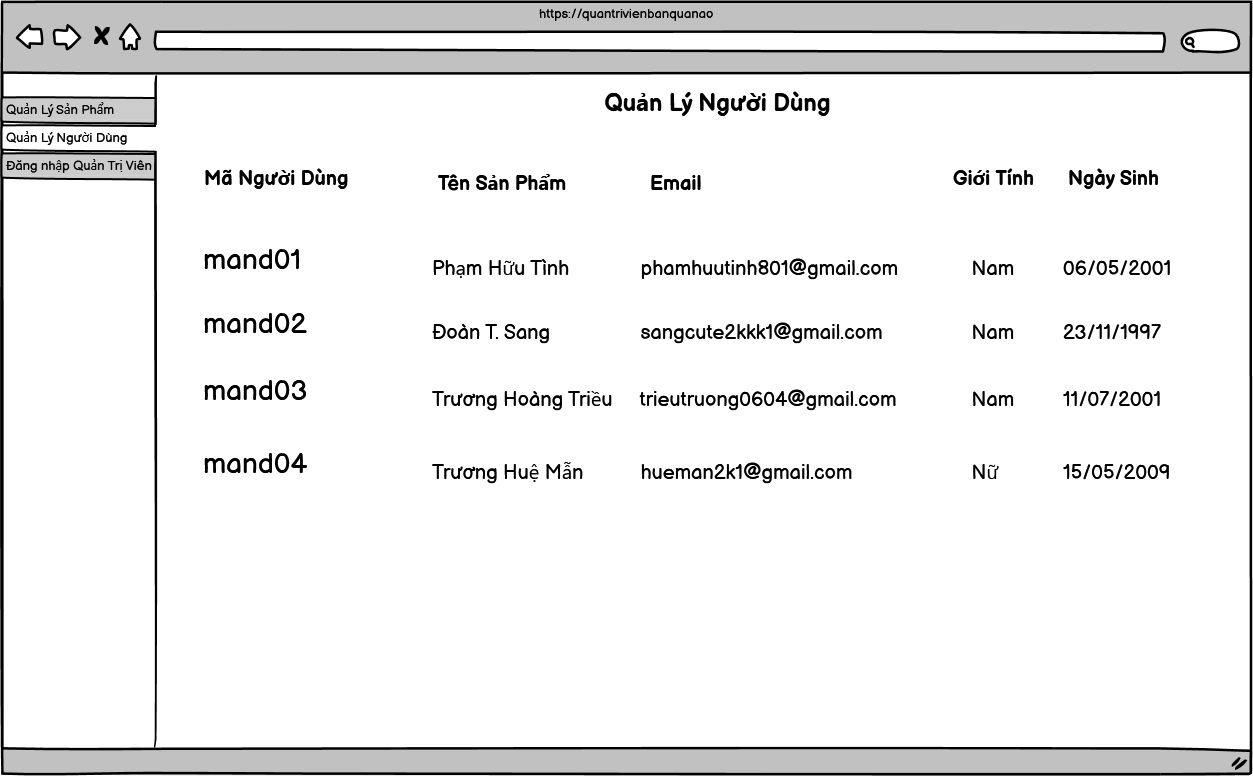 https://quantrivienbanquanao
Quản Lý Sản Phẩm
Quản Lý Người Dùng
Đăng nhập Quản Trị Viên
Quản Lý Người Dùng
Mã Người Dùng Tên Sản Phẩm Email Giới Tính Ngày Sinh
mand01 Phạm Hữu Tình phamhuutinh801@gmail.com Nam 06/05/2001
mand02 Đoàn T. Sang sangcute2kkk1@gmail.com Nam 23/11/1997
mand03 Trương Hoàng Triều trieutruong0604@gmail.com Nam 11/07/2001
mand04 Trương Huệ Mẫn hueman2k1@gmail.com Nữ 15/05/2009